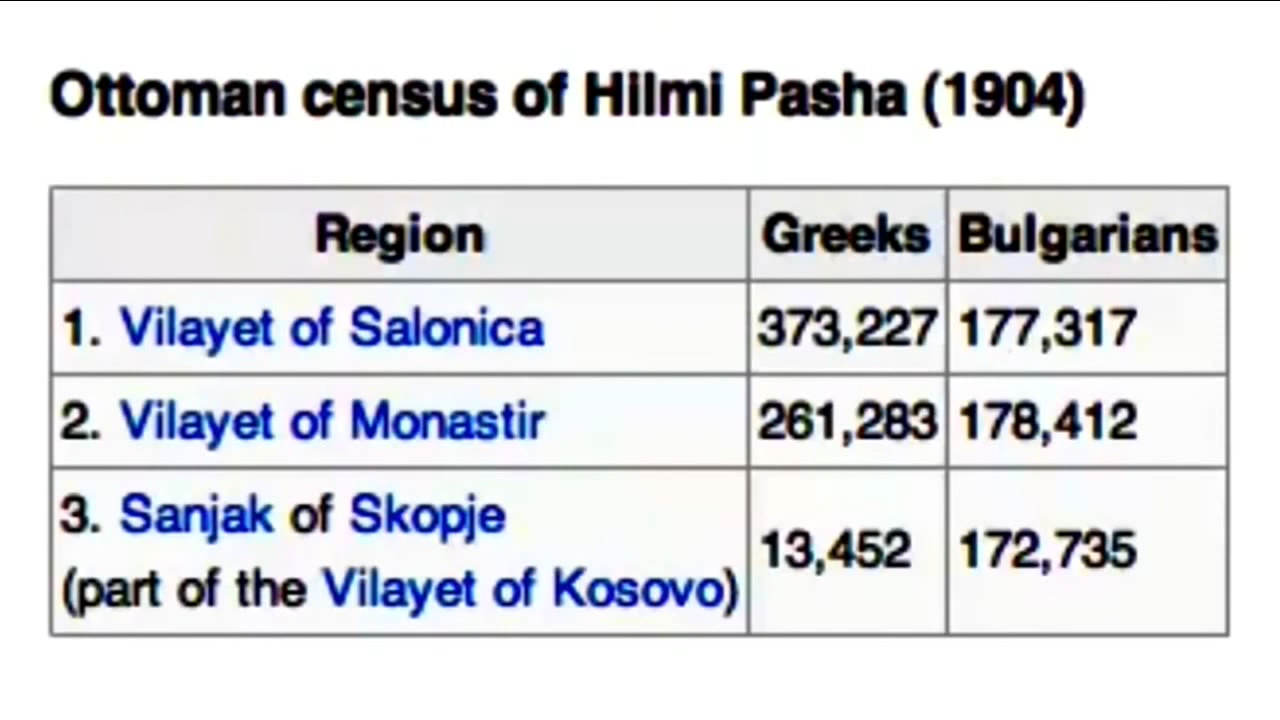 Ottoman census of Hilmi Pasha (1904)
Region Greeks Bulgarians
1. Vilayet of Salonica 373,227 177,317
2. Vilayet of Monastir 261,283 178,412
3. Sanjak of Skopje
(part of the Vilayet of Kosovo) 13,452 172,735